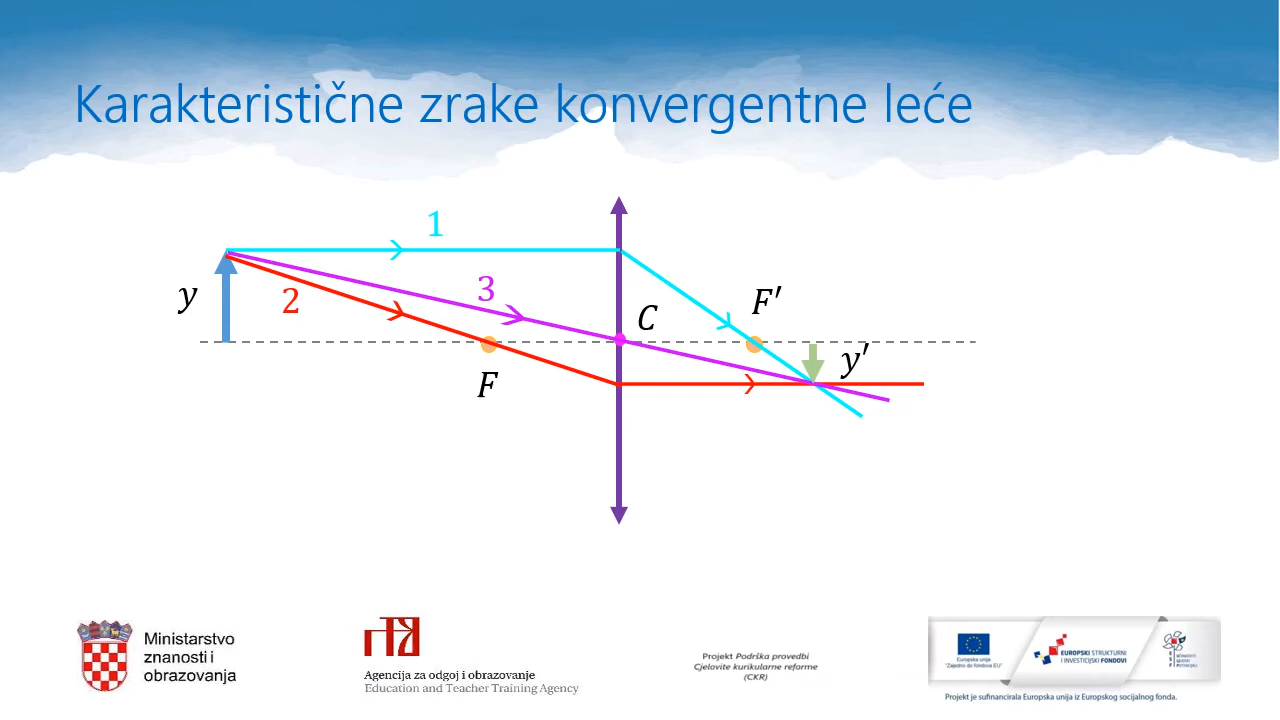 Karakteristične zrake konvergentne leće
1
y
2
3
C
F′
F
y′
Ministarstvo
znanosti i
obrazovanja
Agencija za odgoj i obrazovanje
Education and Teacher Training Agency
Projekt Podrška provedbi
Cjelovite kurikularne reforme
(CKR)
Europska unija
"Zajedno do fondova EU"
EUROPSKI STRUKTURNI
I INVESTICIJSKI FONDOVI
Projekt je sufinancirala Europska unija iz Europskog socijalnog fonda.